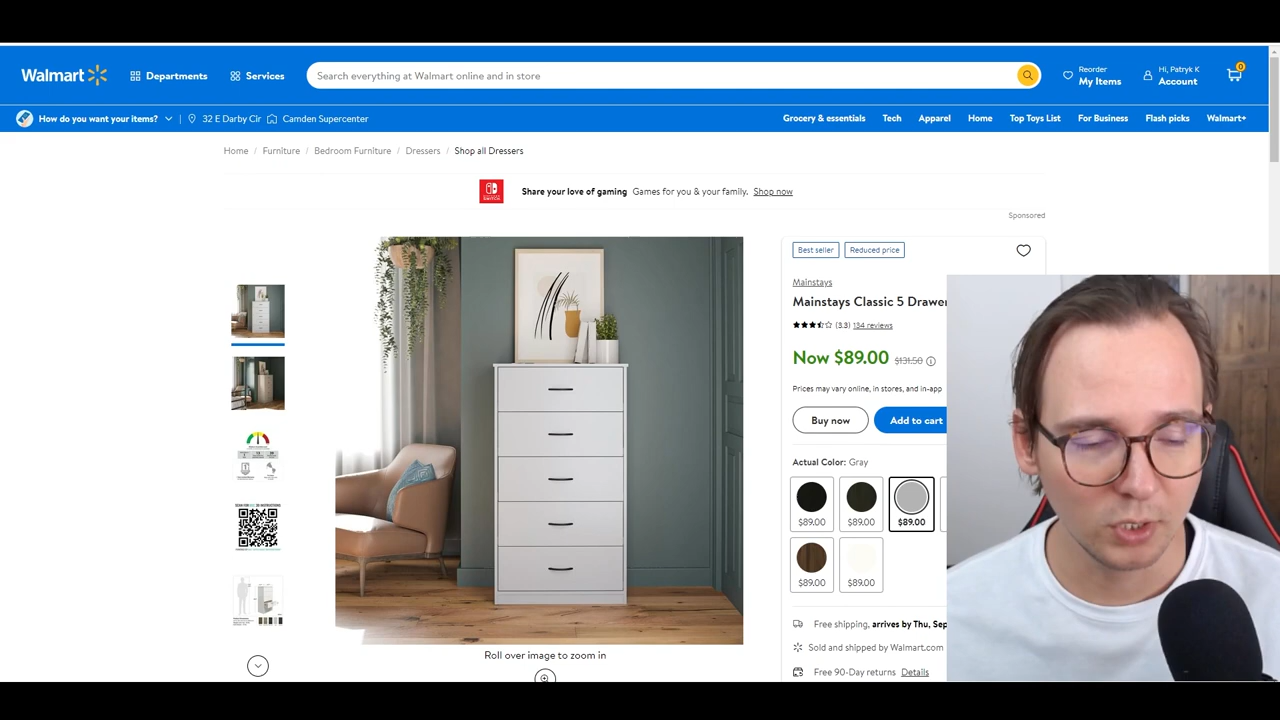 Walmart
Departments
Services
Search everything at Walmart online and in store
Reorder
My Items
Hi, Patryk K
Account
0
How do you want your items?
32 E Darby Cir
Camden Supercenter
Grocery & essentials
Tech
Apparel
Home
Top Toys List
For Business
Flash picks
Walmart+
Home / Furniture / Bedroom Furniture / Dressers / Shop all Dressers
Share your love of gaming Games for you & your family. Shop now
Sponsored
Best seller
Reduced price
Mainstays
Mainstays Classic 5 Drawer
(3.3) 134 reviews
Now $89.00 $131.50
Prices may vary online, in stores, and in-app
Buy now
Add to cart
Actual Color: Gray
$89.00
$89.00
$89.00
$89.00
$89.00
Free shipping, arrives by Thu, Sep
Sold and shipped by Walmart.com
Free 90-Day returns Details
Roll over image to zoom in